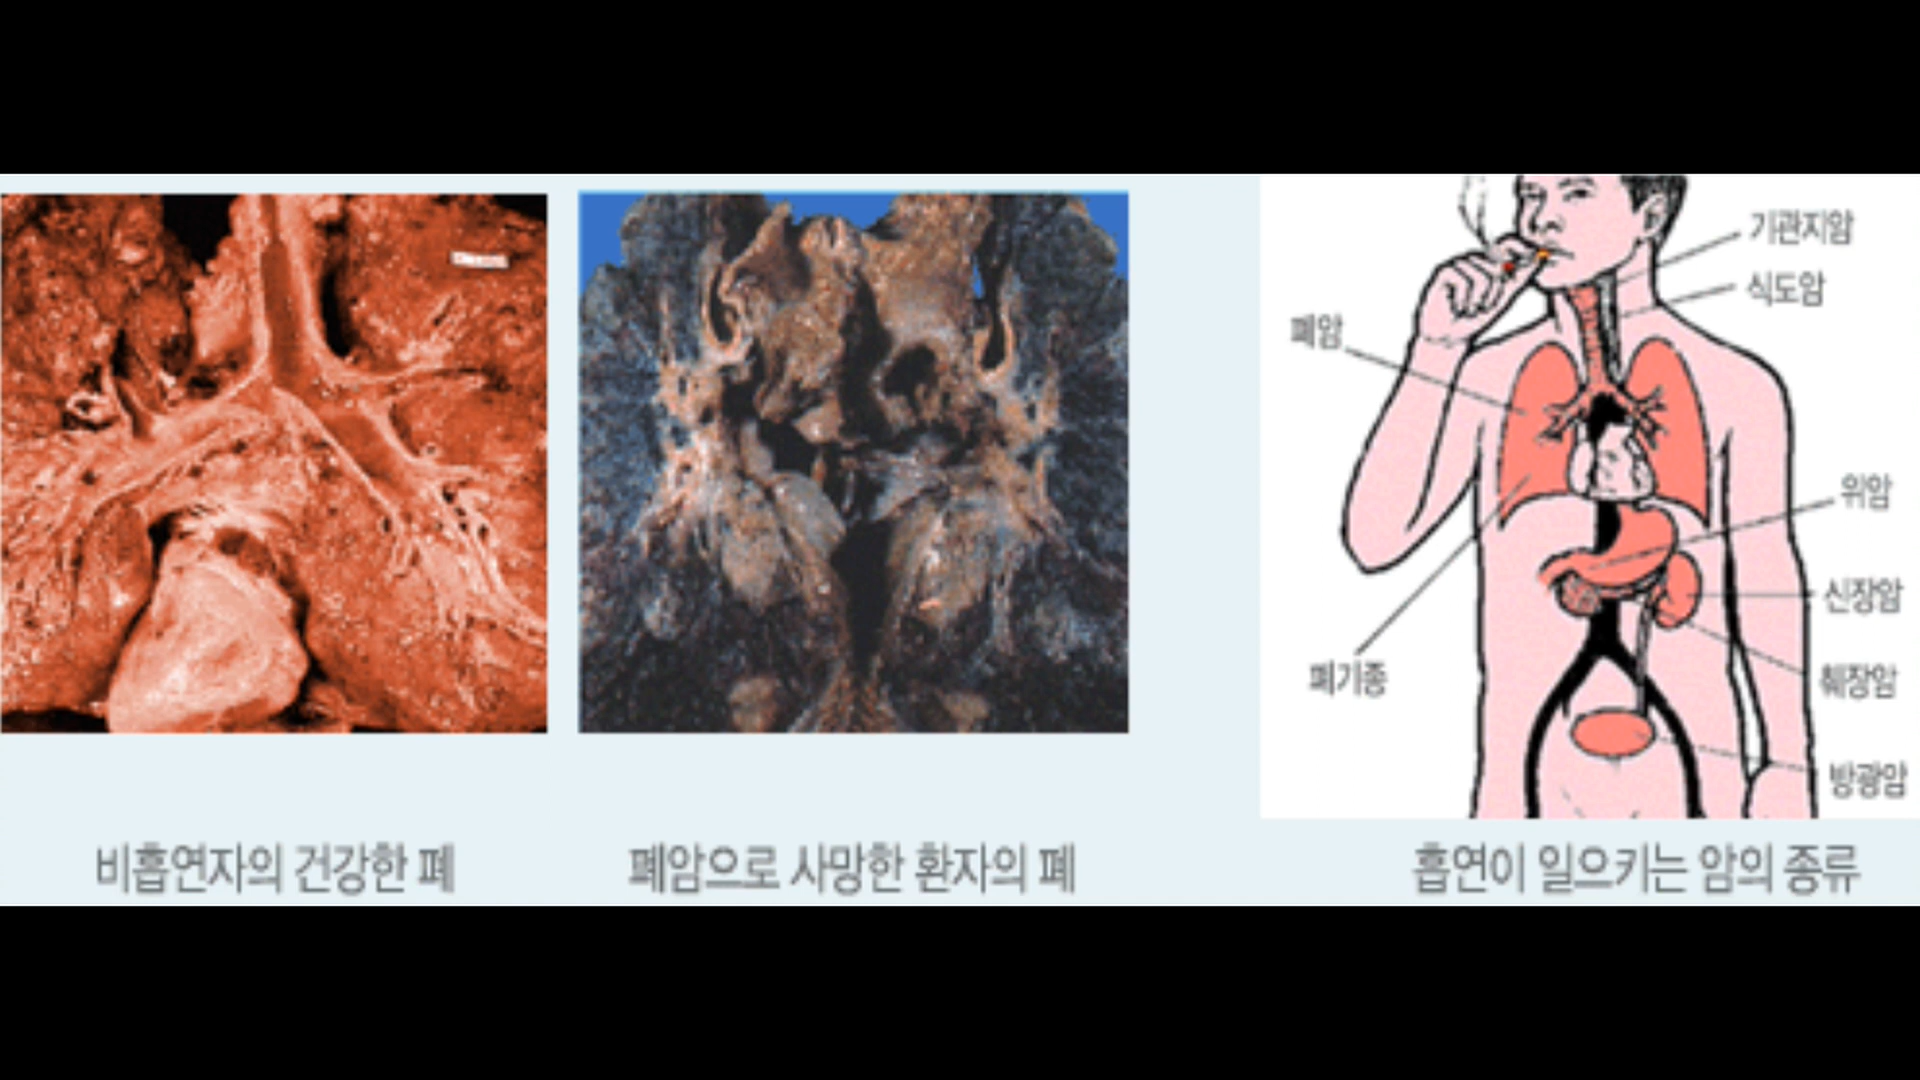 기관지암
식도암
폐암
위암
신장암
폐기종
췌장암
방광암
비흡연자의 건강한 폐
폐암으로 사망한 환자의 폐
흡연이 일으키는 암의 종류